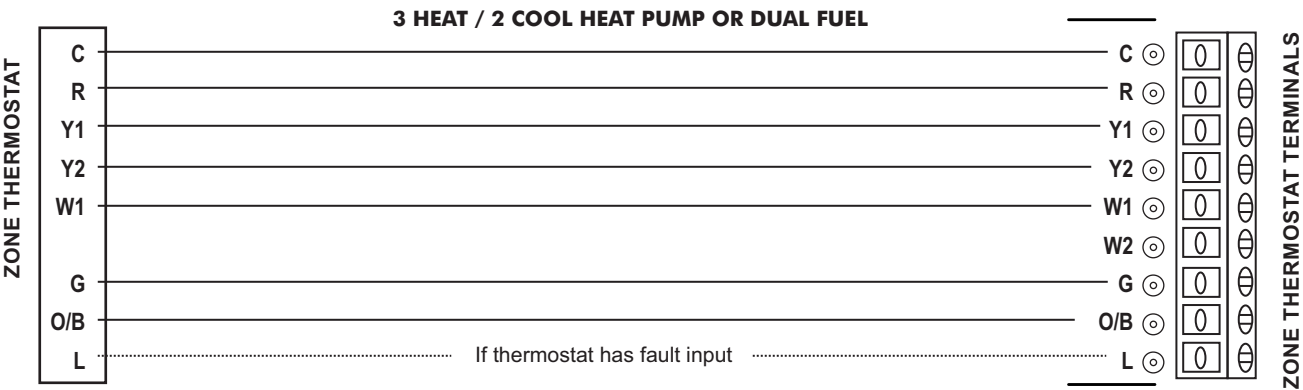 3 HEAT / 2 COOL HEAT PUMP OR DUAL FUEL
ZONE THERMOSTAT
C
R
Y1
Y2
W1
G
O/B
L
If thermostat has fault input
C
R
Y1
Y2
W1
W2
G
O/B
L
ZONE THERMOSTAT TERMINALS